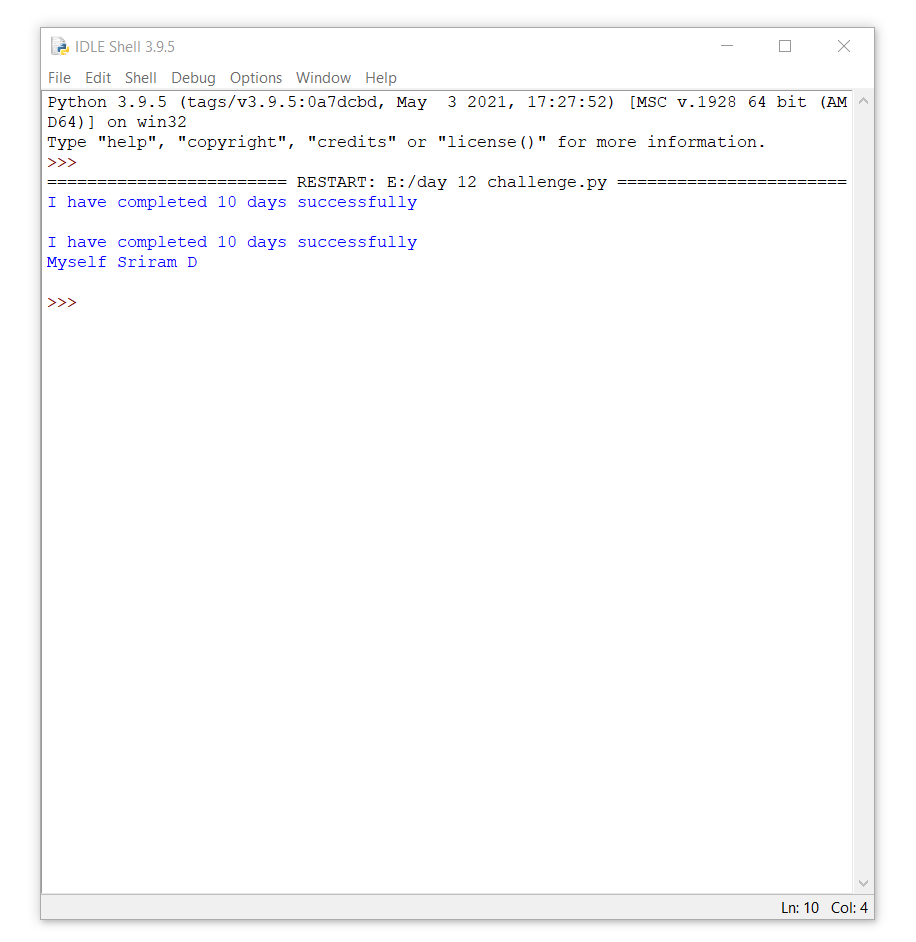 IDLE Shell 3.9.5
File Edit Shell Debug Options Window Help
Python 3.9.5 (tags/v3.9.5:0a7dcbd, May  3 2021, 17:27:52) [MSC v.1928 64 bit (AM
D64)] on win32
Type "help", "copyright", "credits" or "license()" for more information.
>>>
======================== RESTART: E:/day 12 challenge.py =======================
I have completed 10 days successfully
I have completed 10 days successfully
Myself Sriram D
>>>
Ln: 10 Col: 4